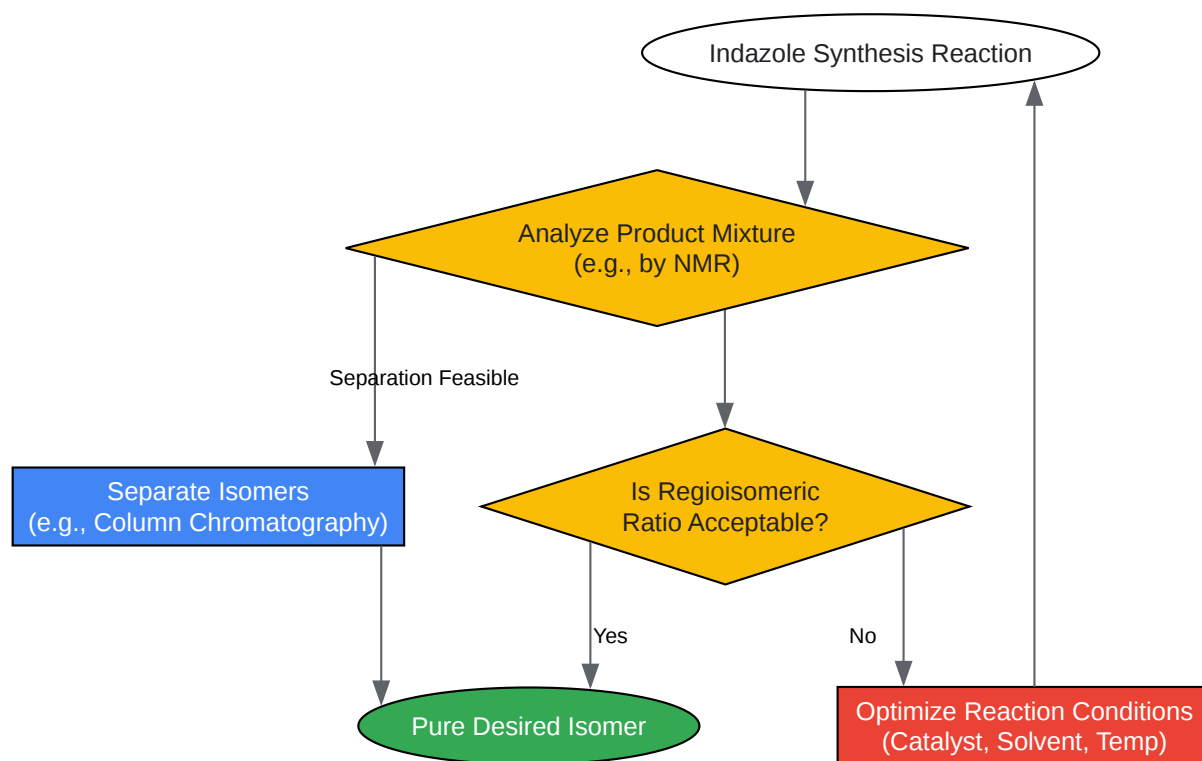 Indazole Synthesis Reaction
Analyze Product Mixture
(e.g., by NMR)
Separation Feasible
Separate Isomers
(e.g., Column Chromatography)
Is Regioisomeric
Ratio Acceptable?
Yes
No
Pure Desired Isomer
Optimize Reaction Conditions
(Catalyst, Solvent, Temp)